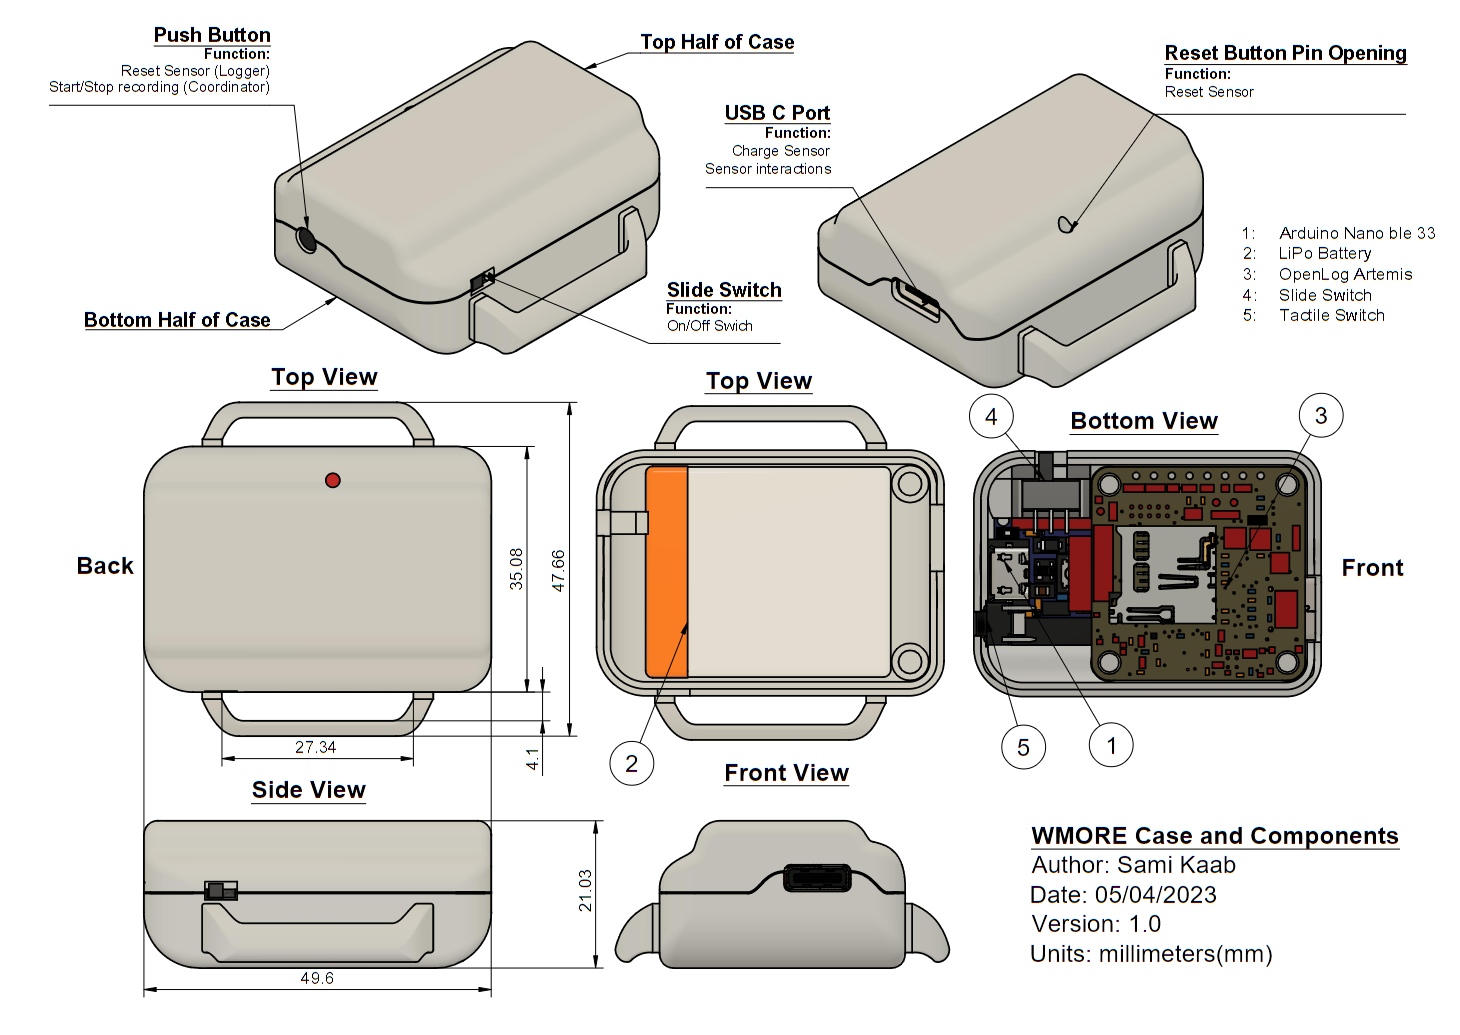 Push Button
Function:
Reset Sensor (Logger)
Start/Stop recording (Coordinator)
Top Half of Case
USB C Port
Function:
Charge Sensor
Sensor interactions
Reset Button Pin Opening
Function:
Reset Sensor
1: Arduino Nano ble 33
2: LiPo Battery
3: OpenLog Artemis
4: Slide Switch
5: Tactile Switch
Slide Switch
Function:
On/Off Swich
Bottom Half of Case
Top View
Top View
Bottom View
4
3
Back
Front
35.08
47.66
27.34
4.1
2
5
1
Side View
Front View
21.03
49.6
WMORE Case and Components
Author: Sami Kaab
Date: 05/04/2023
Version: 1.0
Units: millimeters(mm)